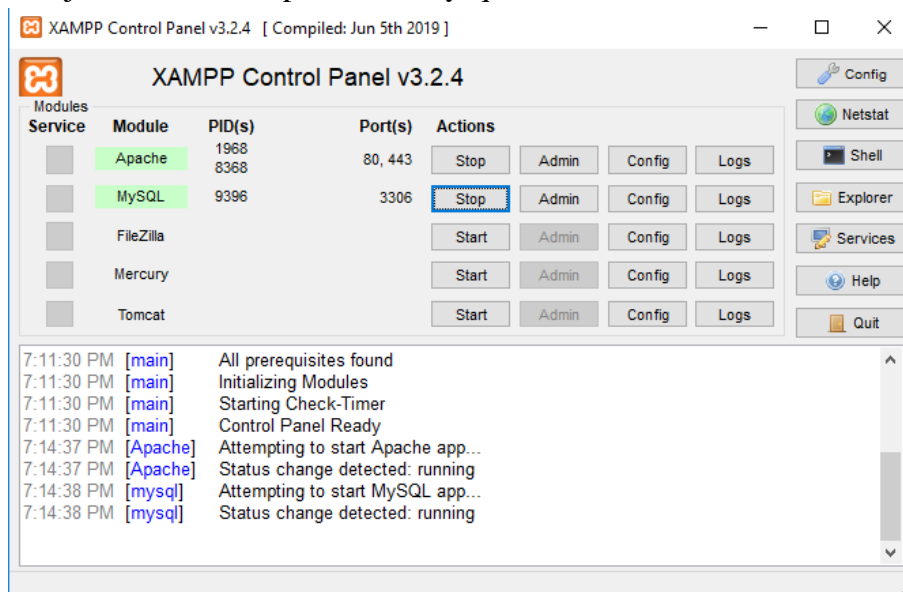 XAMPP Control Panel v3.2.4 [ Compiled: Jun 5th 2019 ]
XAMPP Control Panel v3.2.4
Config
Modules
Service Module PID(s) Port(s) Actions
Netstat
Apache 1968 8368 80, 443 Stop Admin Config Logs
Shell
MySQL 9396 3306 Stop Admin Config Logs
Explorer
FileZilla Start Admin Config Logs
Services
Mercury Start Admin Config Logs
Help
Tomcat Start Admin Config Logs
Quit
7:11:30 PM [main] All prerequisites found
7:11:30 PM [main] Initializing Modules
7:11:30 PM [main] Starting Check-Timer
7:11:30 PM [main] Control Panel Ready
7:14:37 PM [Apache] Attempting to start Apache app...
7:14:37 PM [Apache] Status change detected: running
7:14:38 PM [mysql] Attempting to start MySQL app...
7:14:38 PM [mysql] Status change detected: running